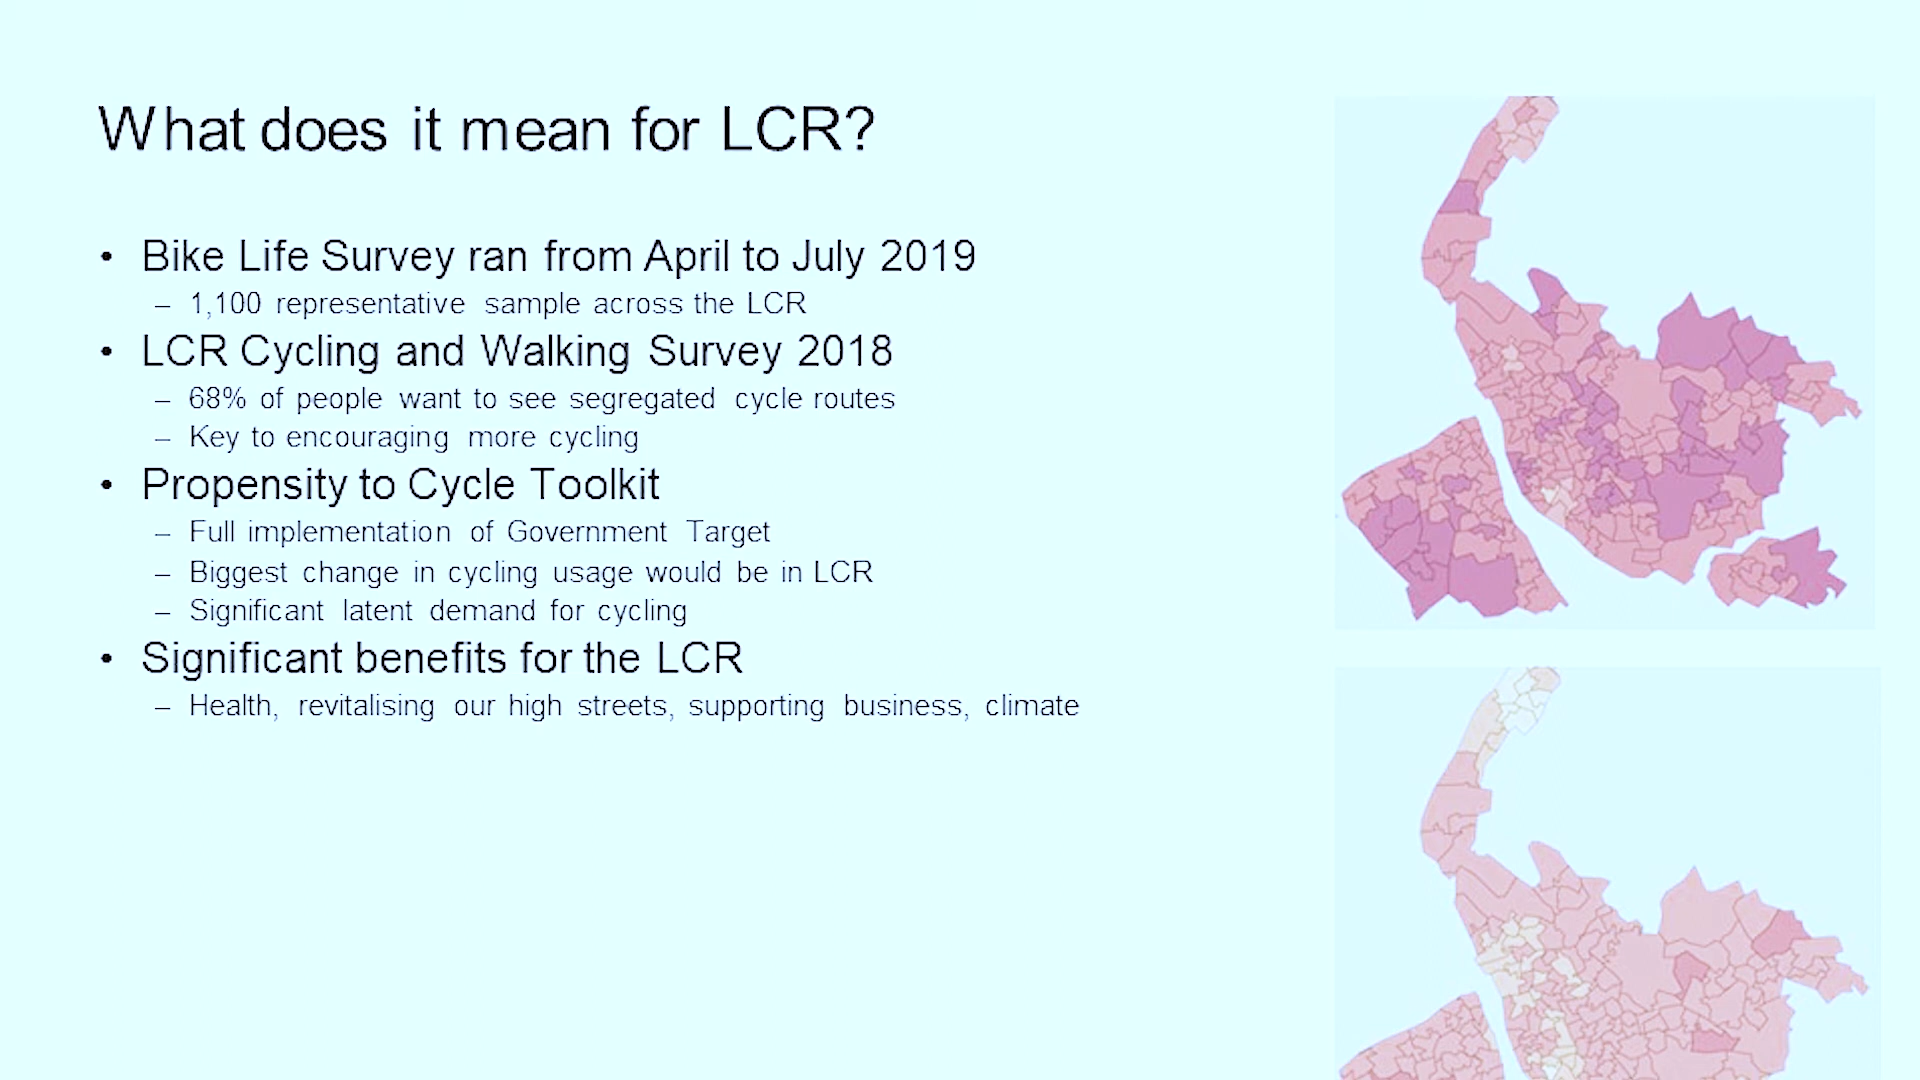 What does it mean for LCR?
• Bike Life Survey ran from April to July 2019
– 1,100 representative sample across the LCR
• LCR Cycling and Walking Survey 2018
– 68% of people want to see segregated cycle routes
– Key to encouraging more cycling
• Propensity to Cycle Toolkit
– Full implementation of Government Target
– Biggest change in cycling usage would be in LCR
– Significant latent demand for cycling
• Significant benefits for the LCR
– Health, revitalising our high streets, supporting business, climate